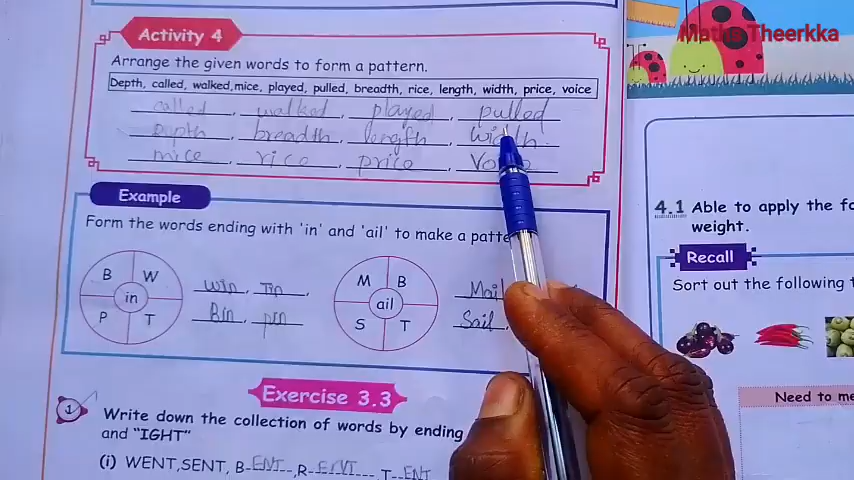 Maths Theerkka
Activity 4
Arrange the given words to form a pattern.
Depth, called, walked,mice, played, pulled, breadth, rice, length, width, price, voice
called, walked, played, pulled
Depth, breadth, length, width.
mice, rice, price,
Example
Form the words ending with 'in' and 'ail' to make a patte
B W in P T
win, Tin,
Bin, pin
M B ail S T
Mail
Sail,
4.1 Able to apply the fo
weight.
Recall
Sort out the following
Need to me
Exercise 3.3
1 Write down the collection of words by ending
and "IGHT"
(i) WENT,SENT, B-ENT, R-ENT, T-ENT